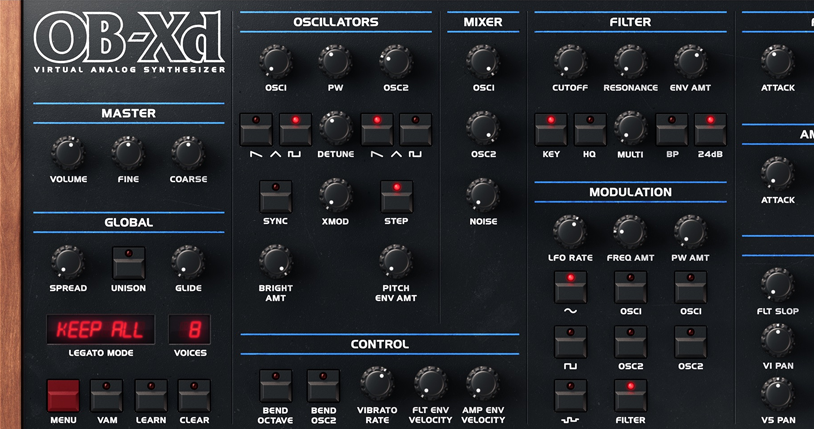 OB-Xd
VIRTUAL ANALOG SYNTHESIZER
MASTER
VOLUME FINE COARSE
GLOBAL
SPREAD UNISON GLIDE
KEEP ALL 8
LEGATO MODE VOICES
MENU VAM LEARN CLEAR
OSCILLATORS
OSC1 PW OSC2
DETUNE
SYNC XMOD STEP
BRIGHT
AMT
PITCH
ENV AMT
MIXER
OSC1
OSC2
NOISE
CONTROL
BEND
OCTAVE
BEND
OSC2
VIBRATO
RATE
FLT ENV
VELOCITY
AMP ENV
VELOCITY
FILTER
CUTOFF RESONANCE ENV AMT
KEY HQ MULTI BP 24dB
MODULATION
LFO RATE FREQ AMT PW AMT
OSC1 OSC1
OSC2 OSC2
FILTER
ATTACK
AM
ATTACK
FLT SLOP
V1 PAN
V5 PAN